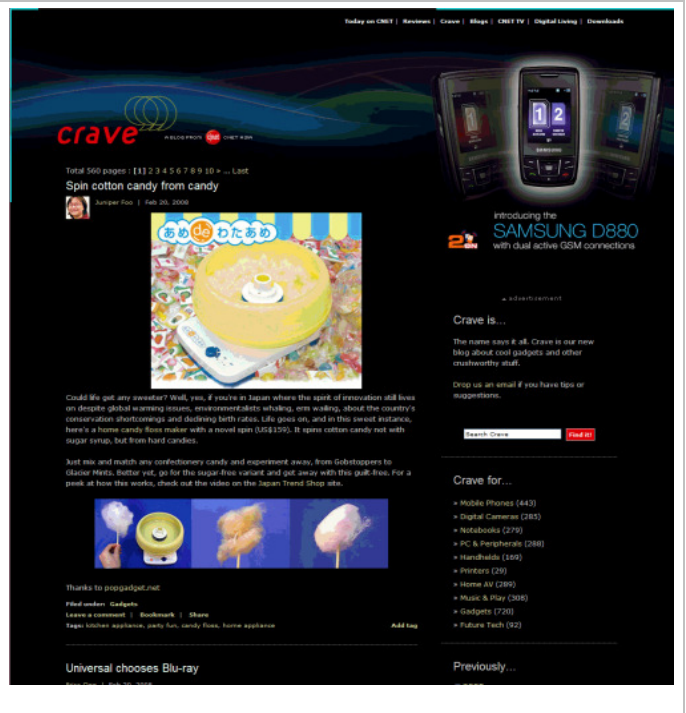 Today on CNET | Reviews | Crave | Blogs | CNET TV | Digital Living | Downloads
crave
A BLOG FROM cnet CNET ASIA
Total 560 pages : [1] 2 3 4 5 6 7 8 9 10 » ... Last
Spin cotton candy from candy
Juniper Foo | Feb 20, 2008
あめ de わたあめ
Could life get any sweeter? Well, yes, if you're in Japan where the spirit of innovation still lives
on despite global warming issues, environmentalists whaling, erm wailing, about the country's
conservation shortcomings and declining birth rates. Life goes on, and in this sweet instance,
here's a home candy floss maker with a novel spin (US$159). It spins cotton candy not with
sugar syrup, but from hard candies.
Just mix and match any confectionery candy and experiment away, from Gobstoppers to
Glacier Mints. Better yet, go for the sugar-free variant and get away with this guilt-free. For a
peek at how this works, check out the video on the Japan Trend Shop site.
Thanks to popgadget.net
Filed under: Gadgets
Leave a comment | Bookmark | Share
Tags: kitchen appliance, party fun, candy floss, home appliance
Add tag
Universal chooses Blu-ray
1 2
SAMSUNG
introducing the
SAMSUNG D880
with dual active GSM connections
advertisement
Crave is...
The name says it all. Crave is our new
blog about cool gadgets and other
crushworthy stuff.
Drop us an email if you have tips or
suggestions.
Search Crave
Find it!
Crave for...
» Mobile Phones (443)
» Digital Cameras (285)
» Notebooks (279)
» PC & Peripherals (288)
» Handhelds (169)
» Printers (29)
» Home AV (289)
» Music & Play (308)
» Gadgets (720)
» Future Tech (92)
Previously...